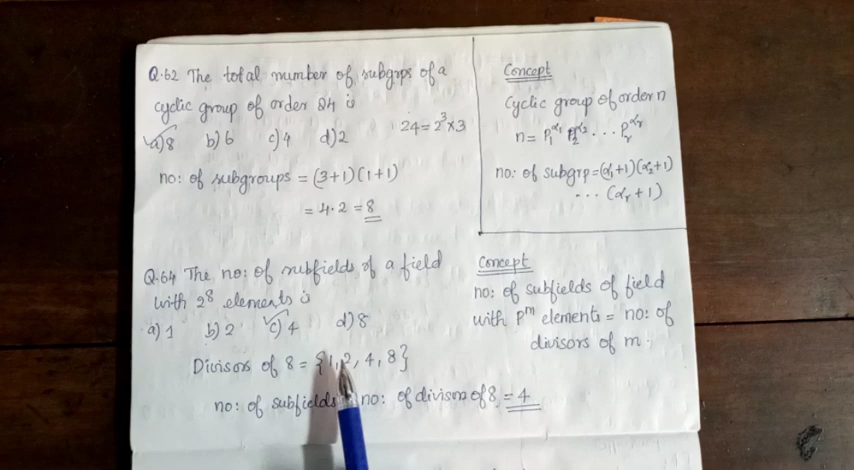 Q.62 The total number of subgrps of a
cyclic group of order 24 is
a) 8 b) 6 c) 4 d) 2
24 = 2³ x 3
no: of subgroups = (3+1)(1+1)
= 4.2 = 8
Concept
Cyclic group of order n
n = p₁^α₁ p₂^α₂ ... pᵣ^αᵣ
no: of subgrp = (α₁+1)(α₂+1)
... (αᵣ+1)
Q.64 The no: of subfields of a field
with 2⁸ elements is
a) 1 b) 2 c) 4 d) 8
Divisors of 8 = {1, 2, 4, 8}
no: of subfields no: of divisors of 8 = 4
Concept
no: of subfields of field
with pᵐ elements = no: of
divisors of m.